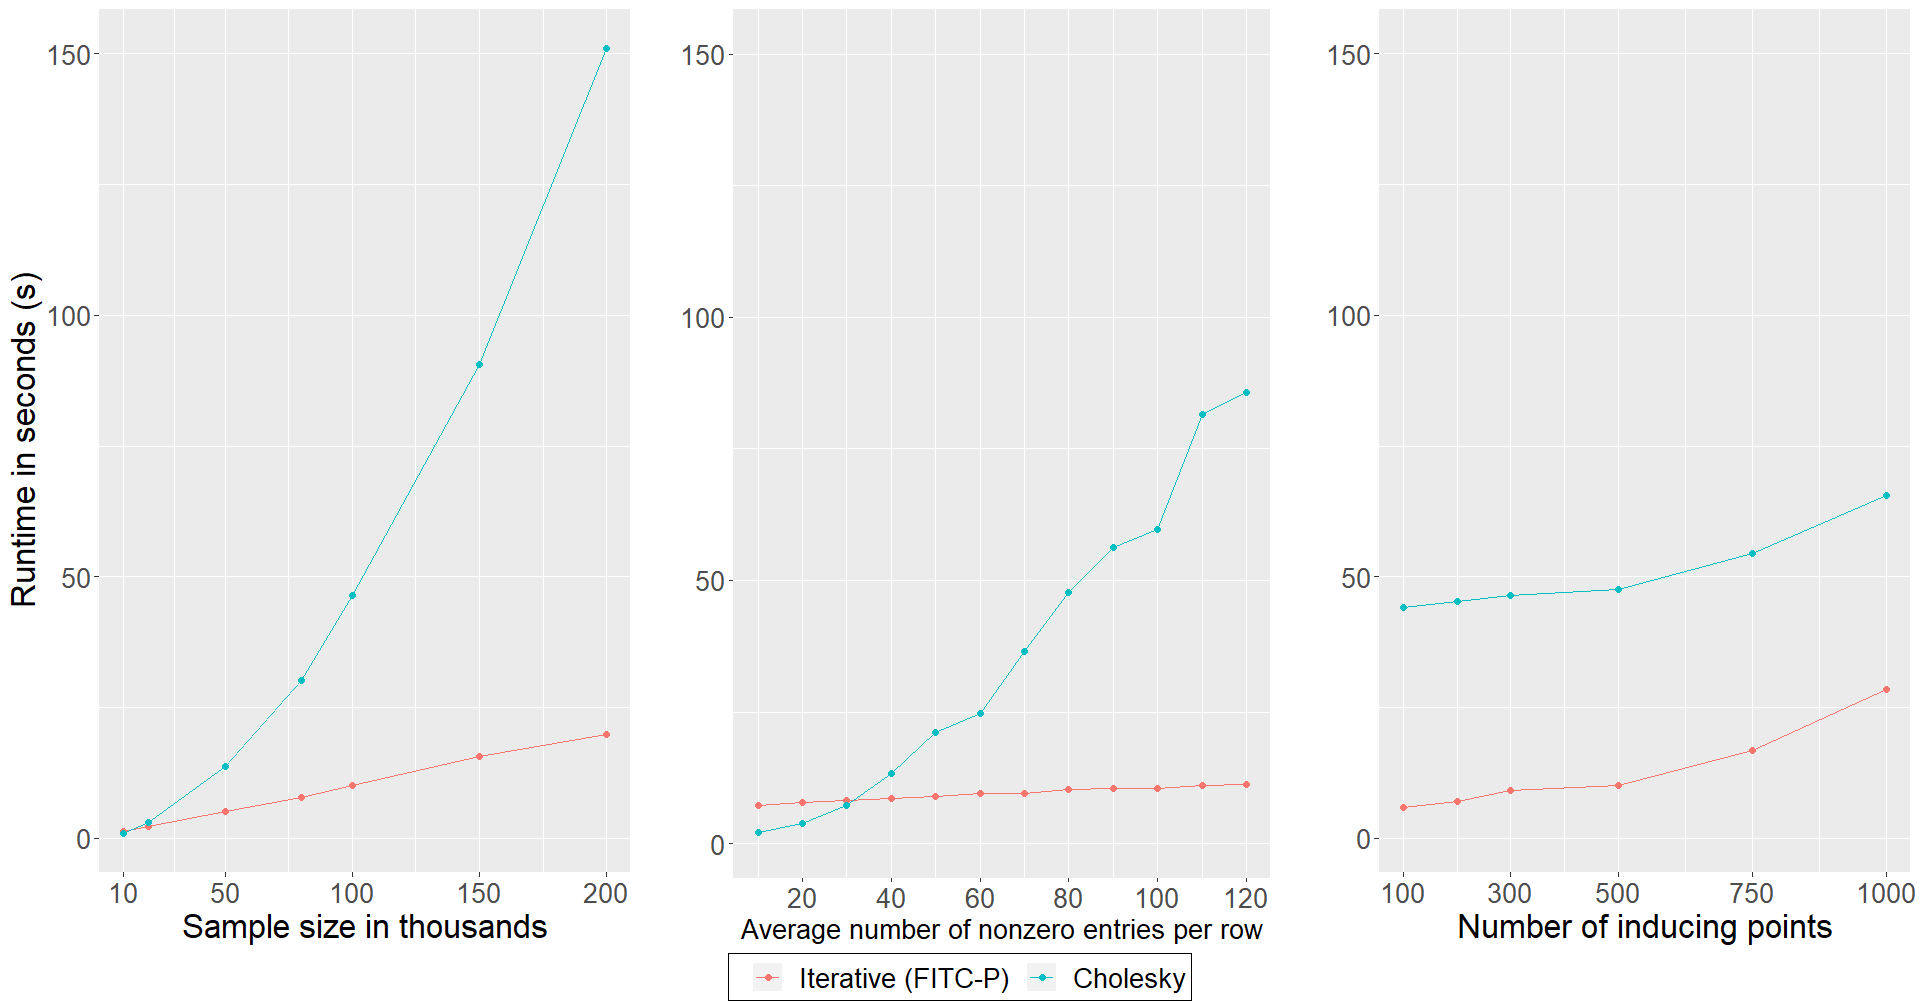 Runtime in seconds (s)
150
100
50
0
10 50 100 150 200
Sample size in thousands
150
100
50
0
20 40 60 80 100 120
Average number of nonzero entries per row
150
100
50
0
100 300 500 750 1000
Number of inducing points
Iterative (FITC-P) Cholesky